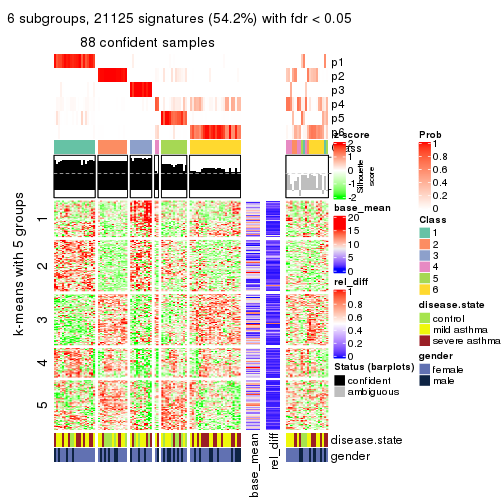 6 subgroups, 21125 signatures (54.2%) with fdr < 0.05
88 confident samples
p1
p2
p3
p4
p5
p6
Class
1
2
3
4
5
k-means with 5 groups
base_mean
rel_diff
disease.state
gender
z-score
2
1
0
-1
-2
Silhouette
score
base_mean
20
15
10
5
0
rel_diff
1
0.8
0.6
0.4
0.2
0
Status (barplots)
confident
ambiguous
Prob
1
0.8
0.6
0.4
0.2
0
Class
1
2
3
4
5
6
disease.state
control
mild asthma
severe asthma
gender
female
male